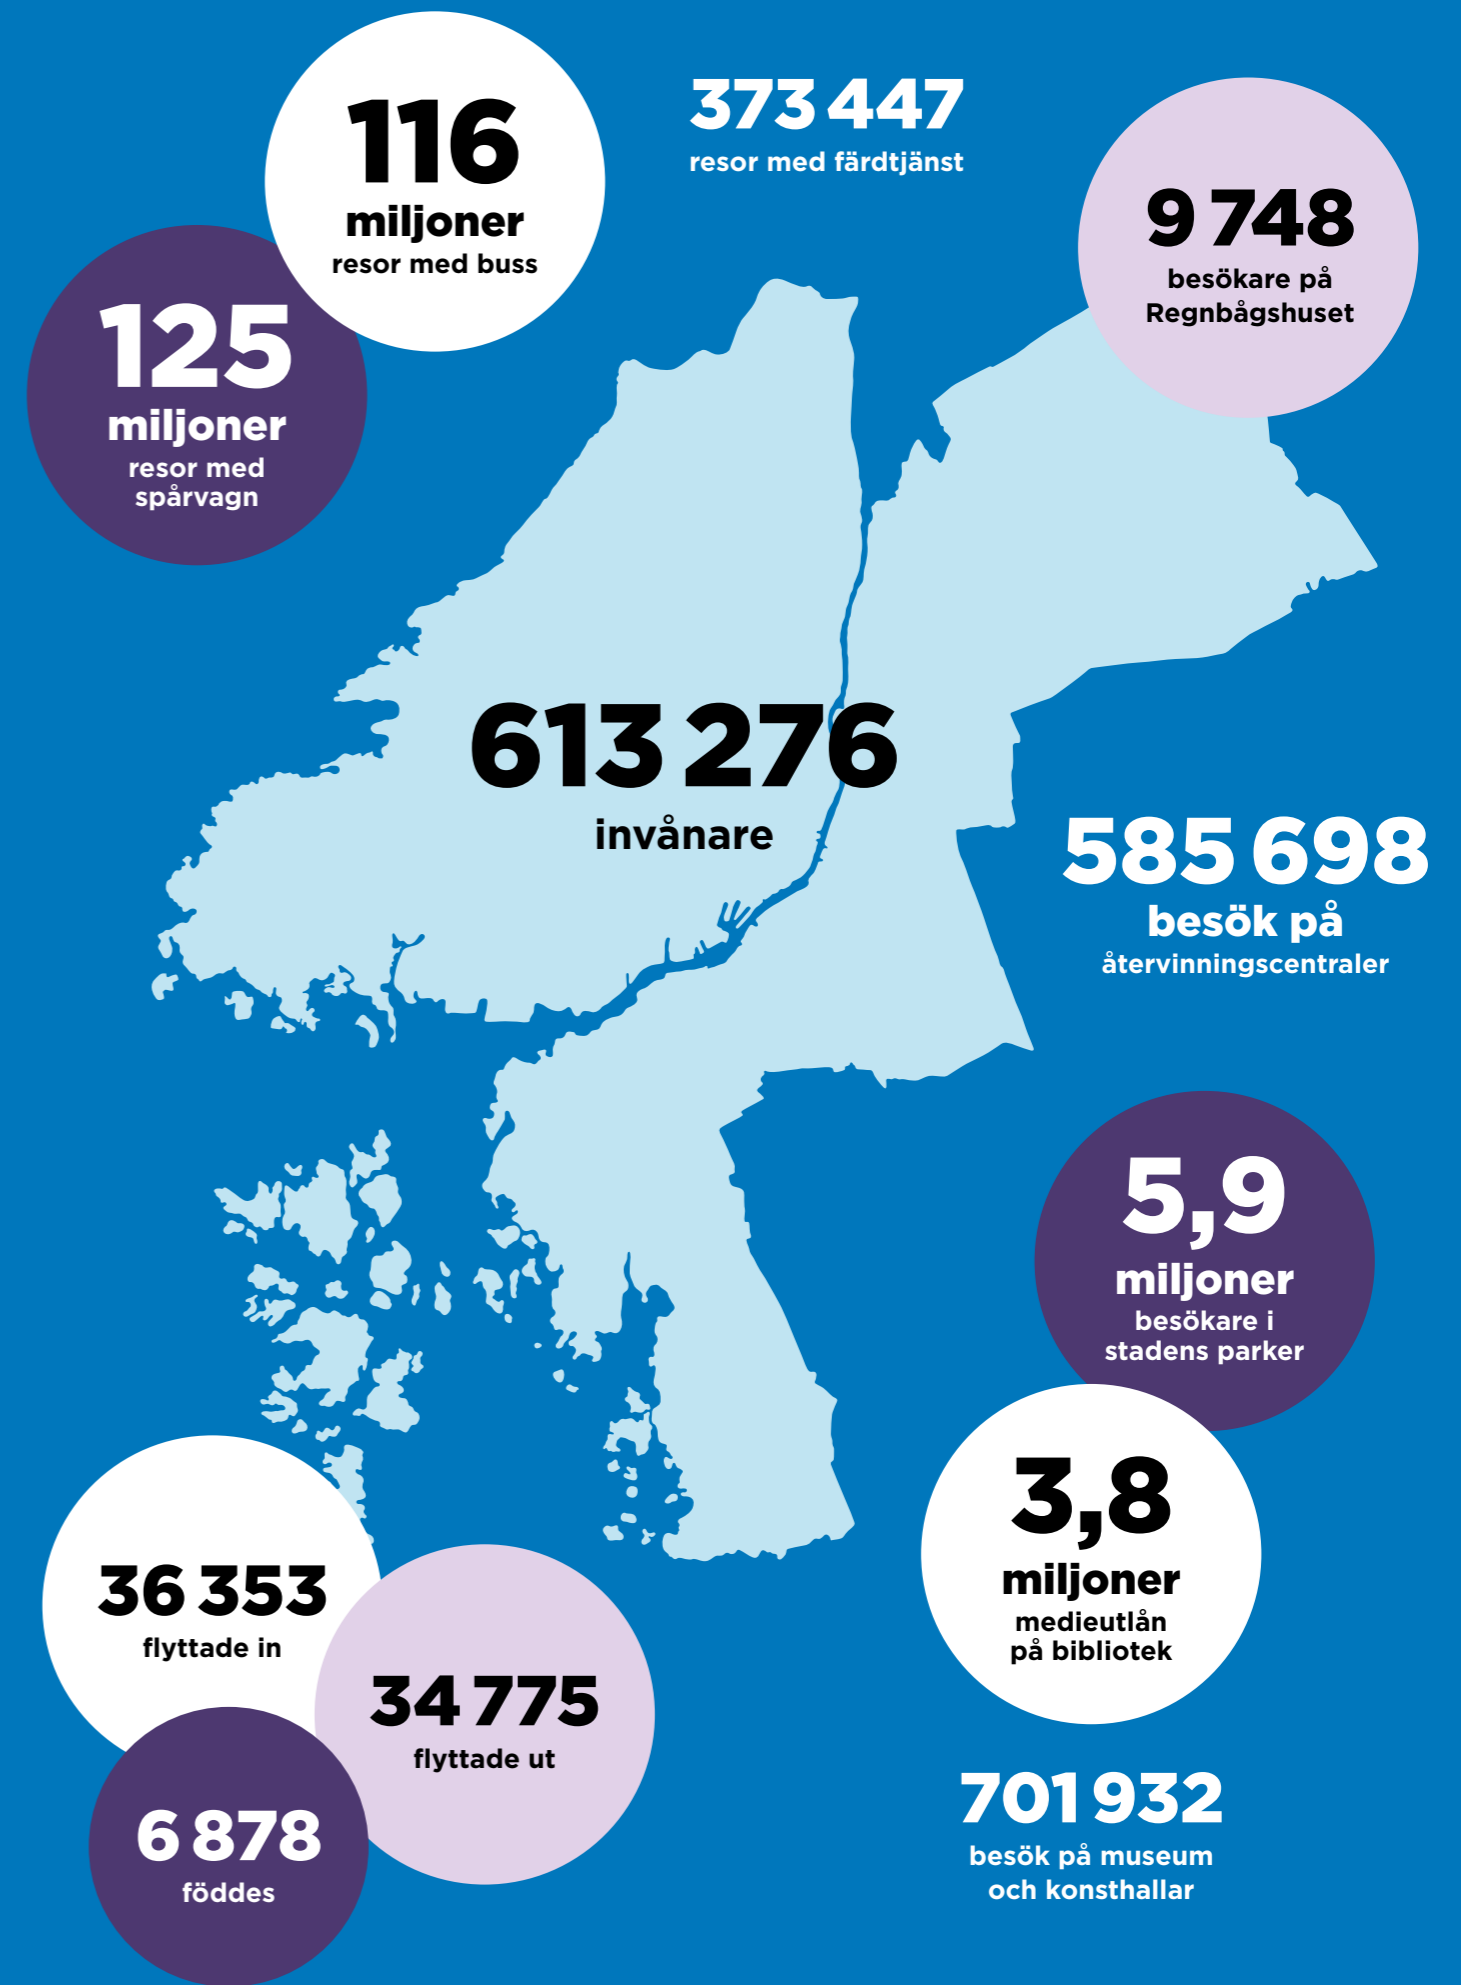 116
miljoner
resor med buss
373 447
resor med färdtjänst
9 748
besökare på
Regnbågshuset
125
miljoner
resor med
spårvagn
613 276
invånare
585 698
besök på
återvinningscentraler
5,9
miljoner
besökare i
stadens parker
3,8
miljoner
medieutlån
på bibliotek
36 353
flyttade in
34 775
flyttade ut
6 878
föddes
701 932
besök på museum
och konsthallar